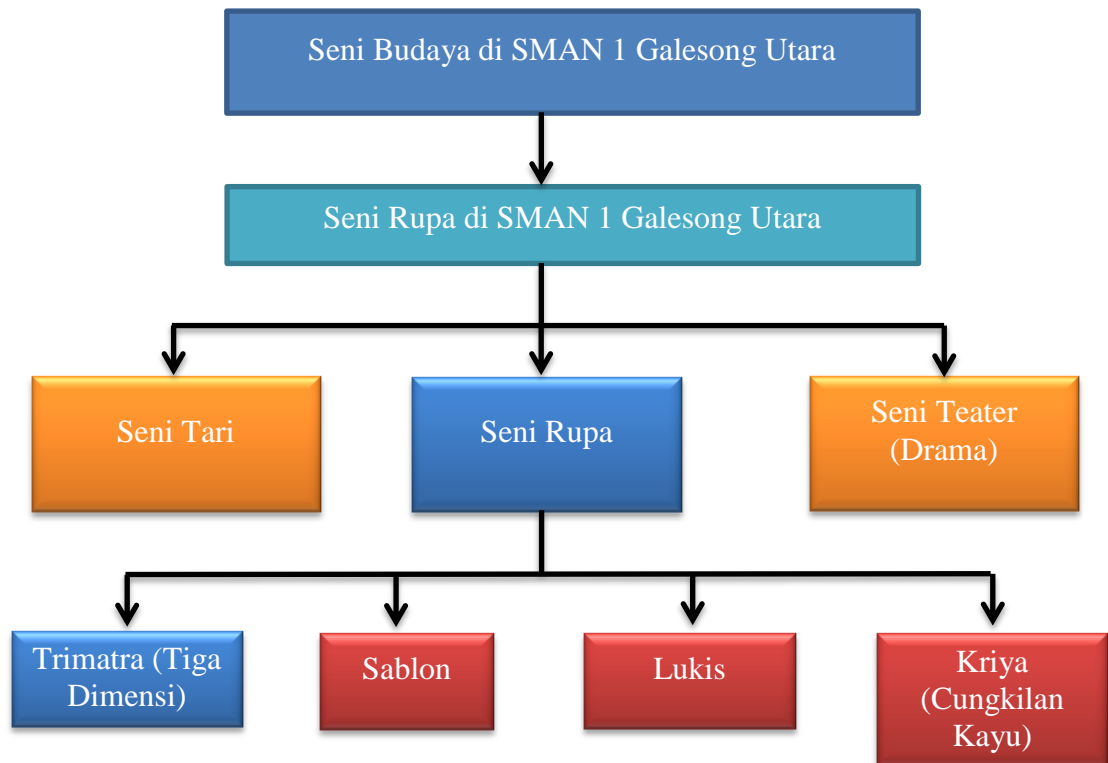 Seni Budaya di SMAN 1 Galesong Utara
Seni Rupa di SMAN 1 Galesong Utara
Seni Tari
Seni Rupa
Seni Teater
(Drama)
Trimatra (Tiga
Dimensi)
Sablon
Lukis
Kriya
(Cungkilan
Kayu)